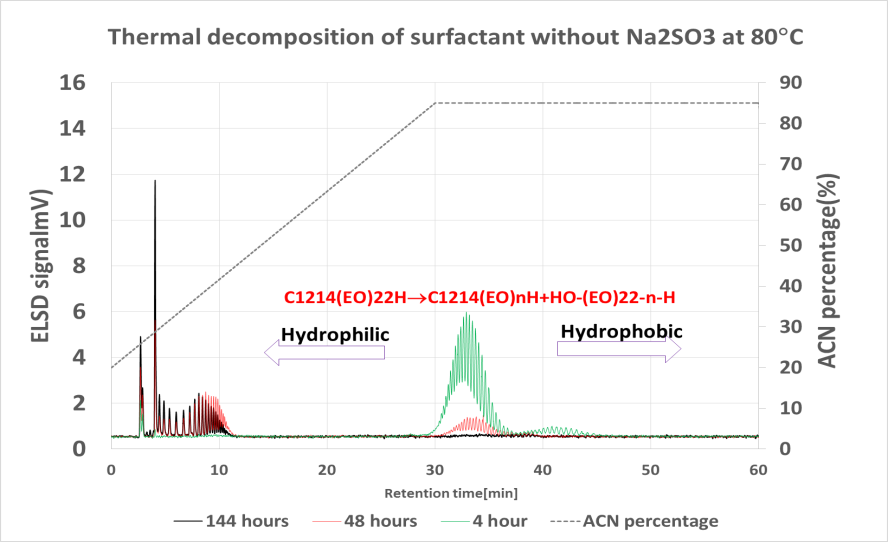 Thermal decomposition of surfactant without Na2SO3 at 80°C
16
14
12
10
8
6
4
2
0
ELSD signalmV)
90
80
70
60
50
40
30
20
10
0
ACN percentage(%)
C1214(EO)22H→C1214(EO)nH+HO-(EO)22-n-H
Hydrophilic
Hydrophobic
0 10 20 30 40 50 60
Retention time[min]
144 hours 48 hours 4 hour ACN percentage